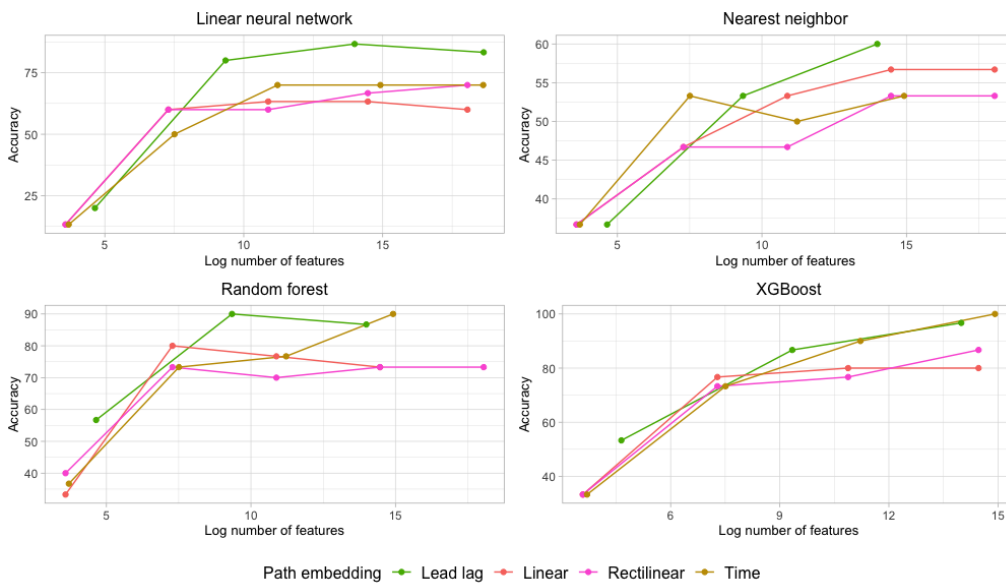 Linear neural network
Accuracy
75
50
25
5 10 15
Log number of features
Nearest neighbor
Accuracy
60
55
50
45
40
5 10 15
Log number of features
Random forest
Accuracy
90
80
70
60
50
40
5 10 15
Log number of features
XGBoost
Accuracy
100
80
60
40
6 9 12 15
Log number of features
Path embedding Lead lag Linear Rectilinear Time